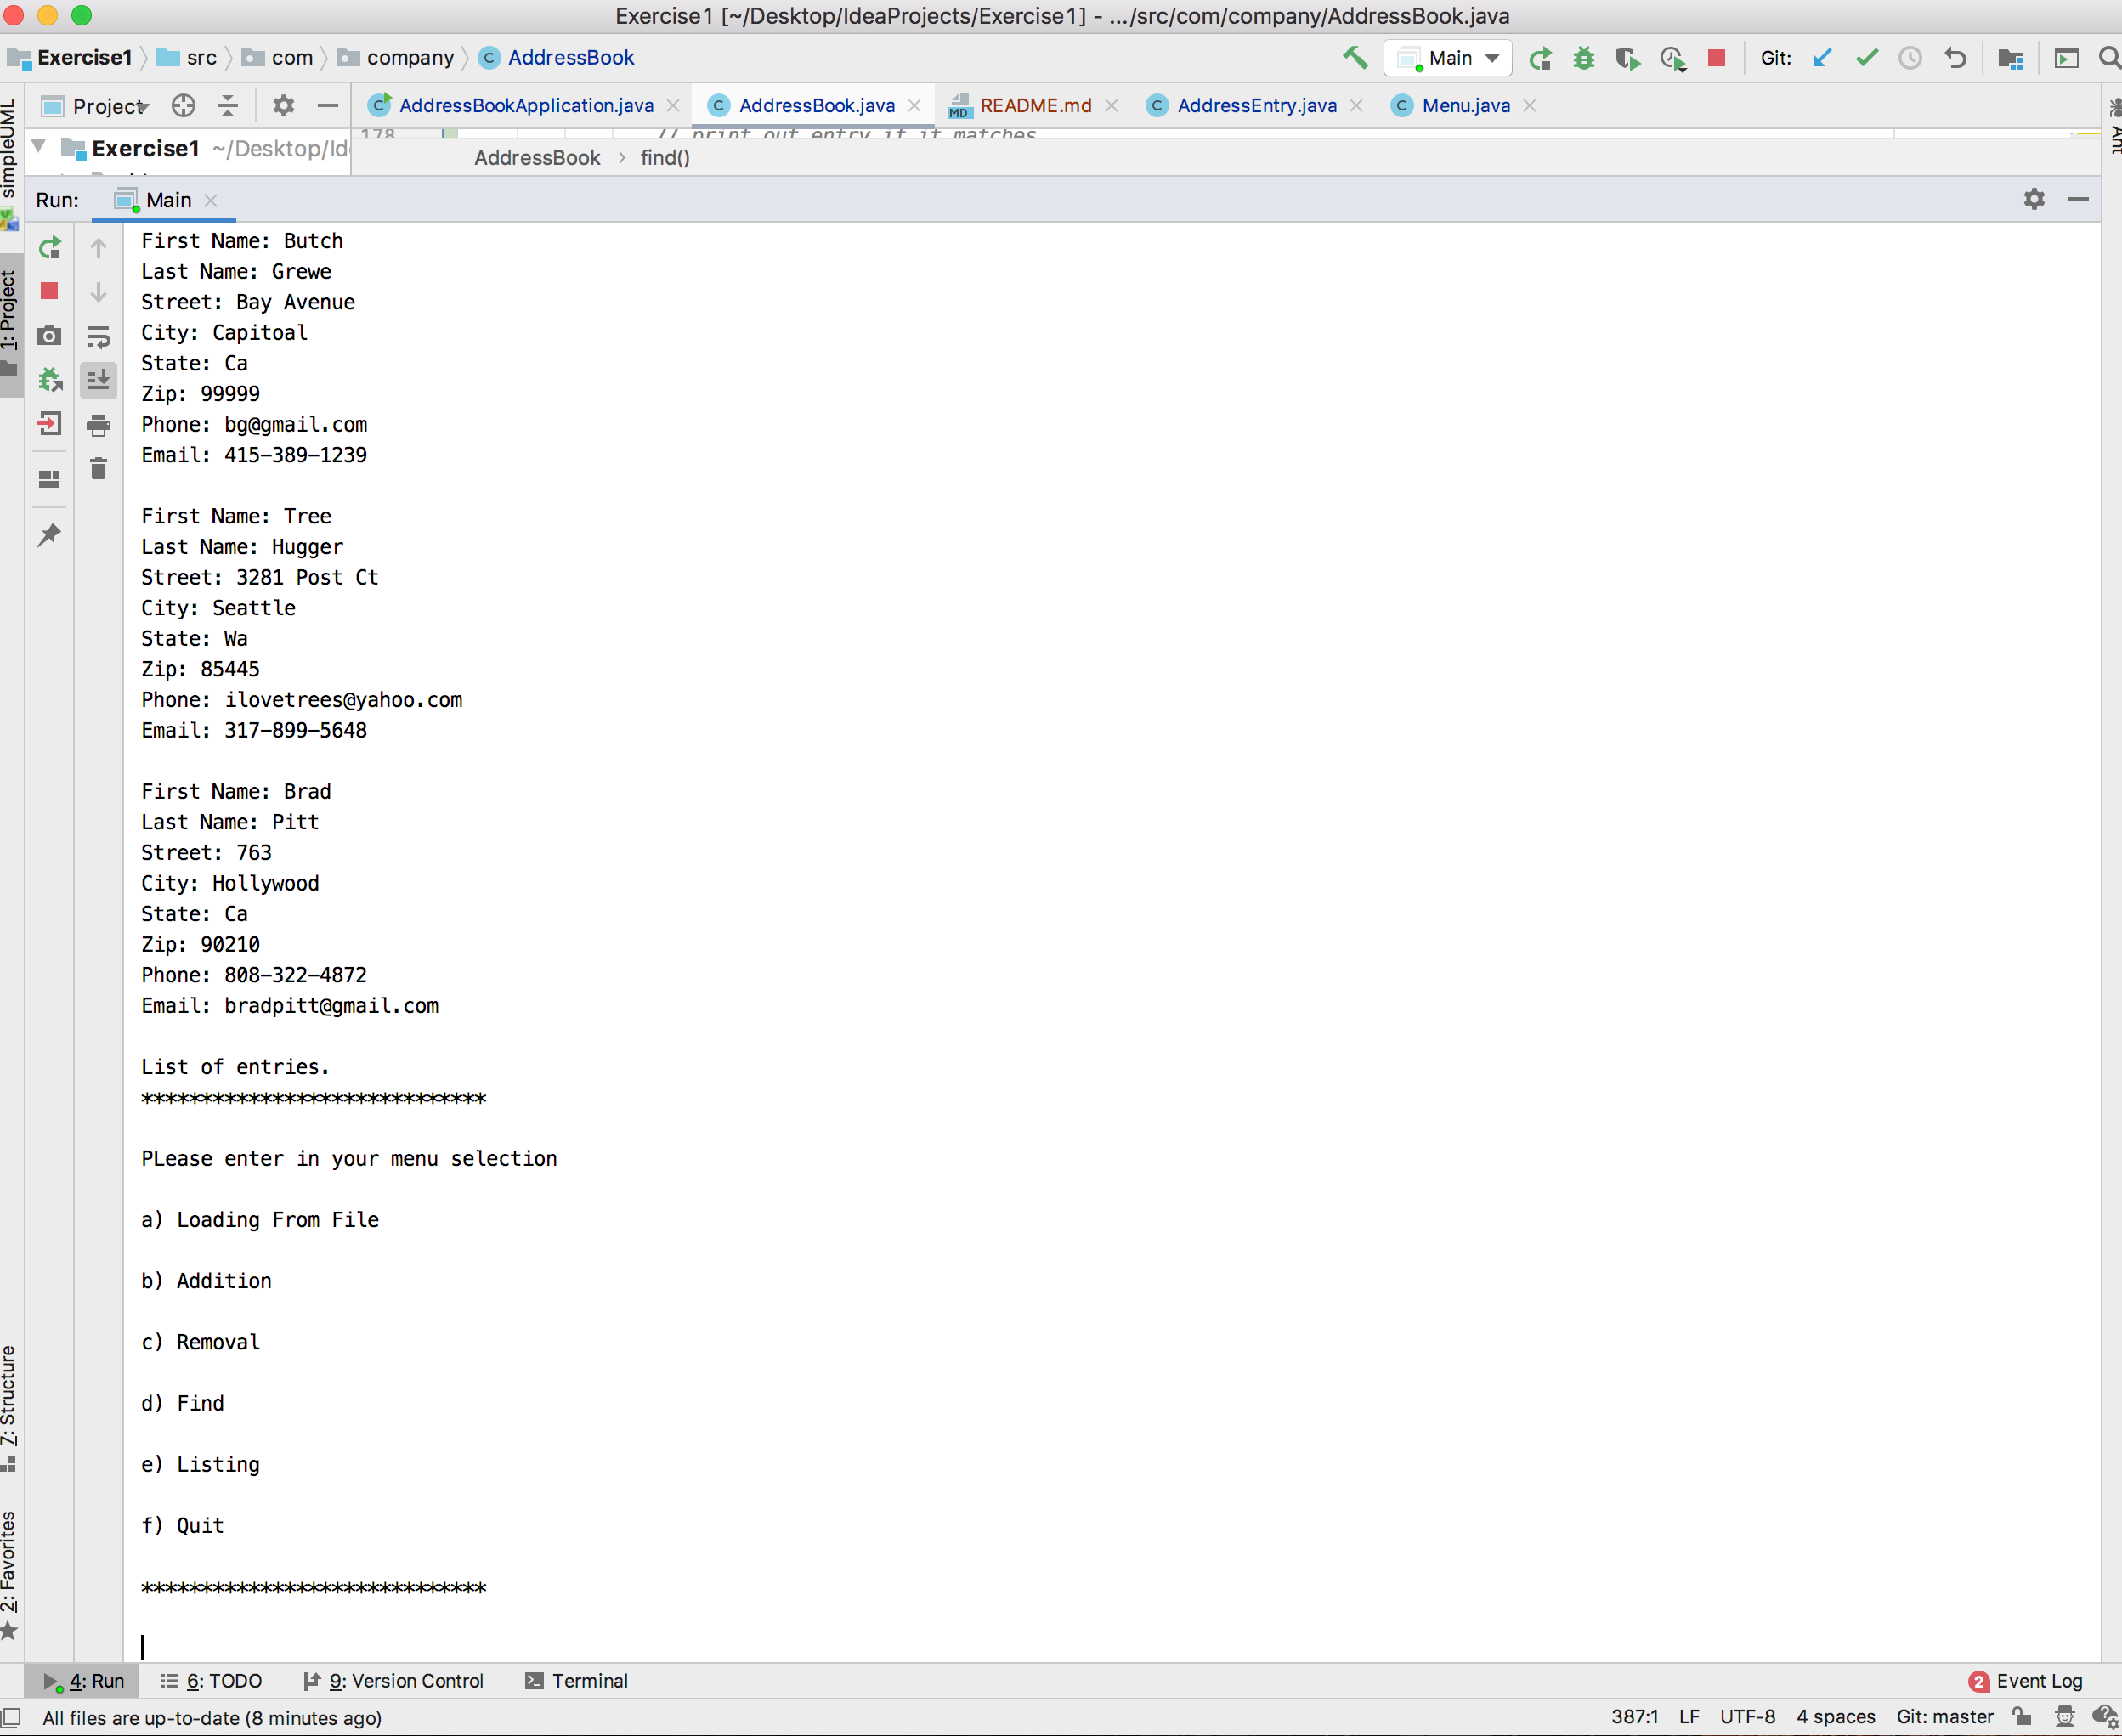 Exercise1 [~/Desktop/IdeaProjects/Exercise1] - .../src/com/company/AddressBook.java
Exercise1 src com company AddressBook Main Git:
Project AddressBookApplication.java AddressBook.java README.md AddressEntry.java Menu.java
178 // print out entry if it matches
Exercise1 ~/Desktop/Id
AddressBook › find()
Run: Main
First Name: Butch
Last Name: Grewe
Street: Bay Avenue
City: Capitoal
State: Ca
Zip: 99999
Phone: bg@gmail.com
Email: 415-389-1239
First Name: Tree
Last Name: Hugger
Street: 3281 Post Ct
City: Seattle
State: Wa
Zip: 85445
Phone: ilovetrees@yahoo.com
Email: 317-899-5648
First Name: Brad
Last Name: Pitt
Street: 763
City: Hollywood
State: Ca
Zip: 90210
Phone: 808-322-4872
Email: bradpitt@gmail.com
List of entries.
*****************************
PLease enter in your menu selection
a) Loading From File
b) Addition
c) Removal
d) Find
e) Listing
f) Quit
*****************************
simpleUML
1: Project
7: Structure
2: Favorites
Ant
4: Run 6: TODO 9: Version Control Terminal 2 Event Log
All files are up-to-date (8 minutes ago) 387:1 LF UTF-8 4 spaces Git: master